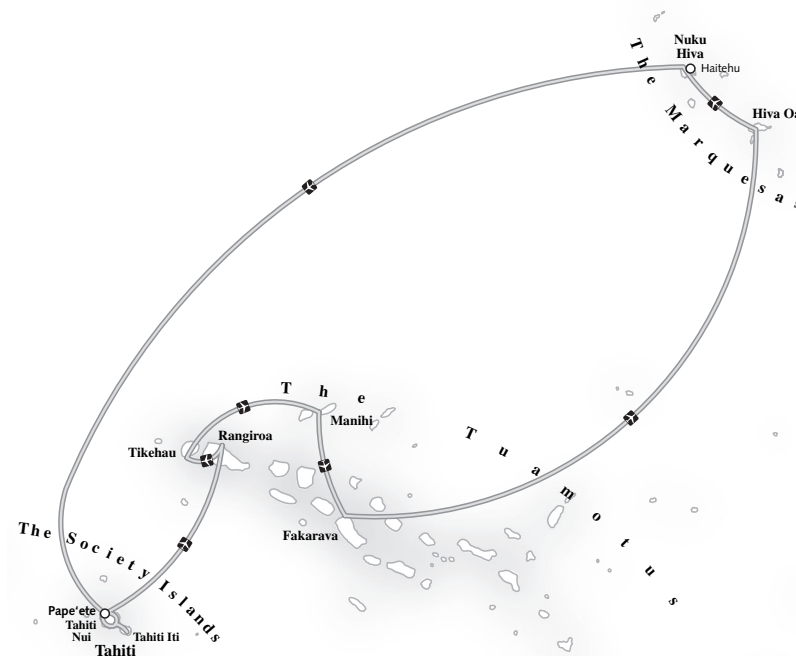 Nuku
Hiva
Haitehu
Hiva Oa
The Marquesas
The Tuamotus
Manihi
Rangiroa
Tikehau
Fakarava
The Society Islands
Pape‘ete
Tahiti
Nui
Tahiti Iti
Tahiti